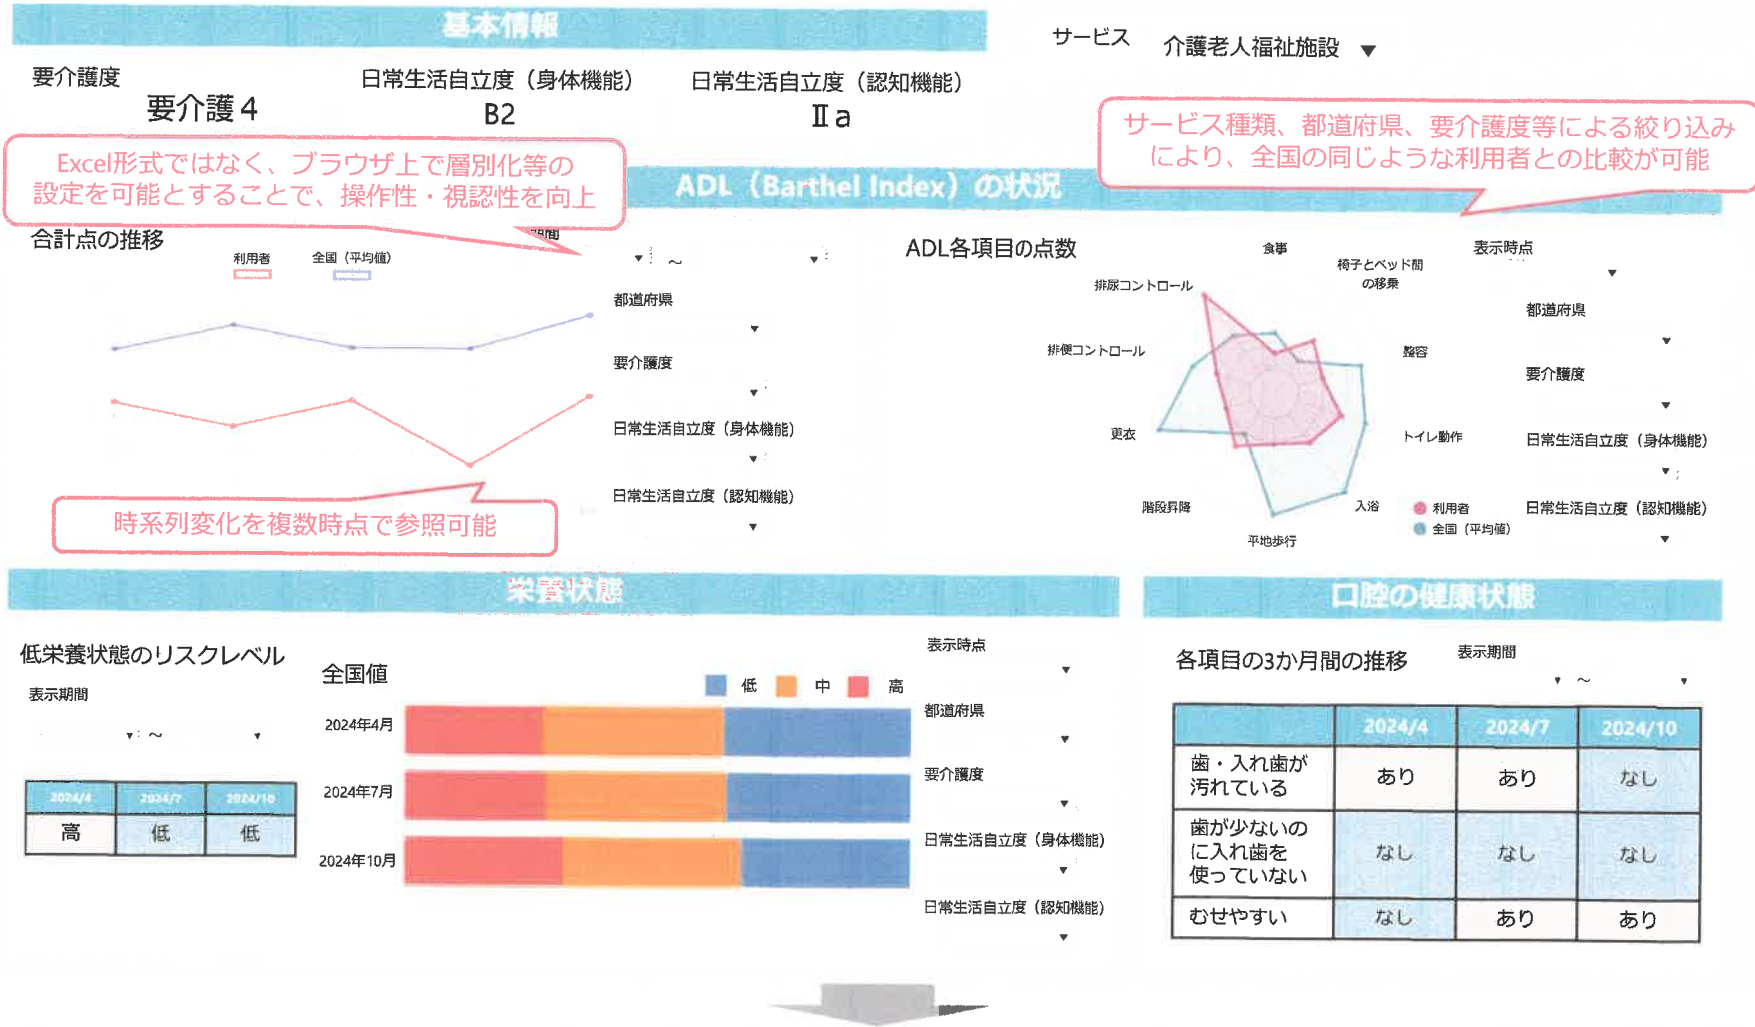 基本情報
サービス
介護老人福祉施設 ▼
要介護度
要介護４
日常生活自立度（身体機能）
B2
日常生活自立度（認知機能）
Ⅱa
サービス種類、都道府県、要介護度等による絞り込み
により、全国の同じような利用者との比較が可能
Excel形式ではなく、ブラウザ上で層別化等の
設定を可能とすることで、操作性・視認性を向上
ADL（Barthel Index）の状況
合計点の推移
利用者
全国（平均値）
期間
▼ ～ ▼
都道府県
▼
要介護度
▼
日常生活自立度（身体機能）
▼
日常生活自立度（認知機能）
▼
時系列変化を複数時点で参照可能
ADL各項目の点数
食事
椅子とベッド間
の移乗
整容
トイレ動作
入浴
平地歩行
階段昇降
更衣
排便コントロール
排尿コントロール
利用者
全国（平均値）
表示時点
▼
都道府県
▼
要介護度
▼
日常生活自立度（身体機能）
▼
日常生活自立度（認知機能）
▼
栄養状態
低栄養状態のリスクレベル
表示期間
▼ ～ ▼
2024/4 2024/7 2024/10
高 低 低
全国値
低 中 高
2024年4月
2024年7月
2024年10月
表示時点
▼
都道府県
▼
要介護度
▼
日常生活自立度（身体機能）
▼
日常生活自立度（認知機能）
▼
口腔の健康状態
各項目の3か月間の推移
表示期間
▼ ～ ▼
2024/4 2024/7 2024/10
歯・入れ歯が
汚れている
あり あり なし
歯が少ないの
に入れ歯を
使っていない
なし なし なし
むせやすい
なし あり あり